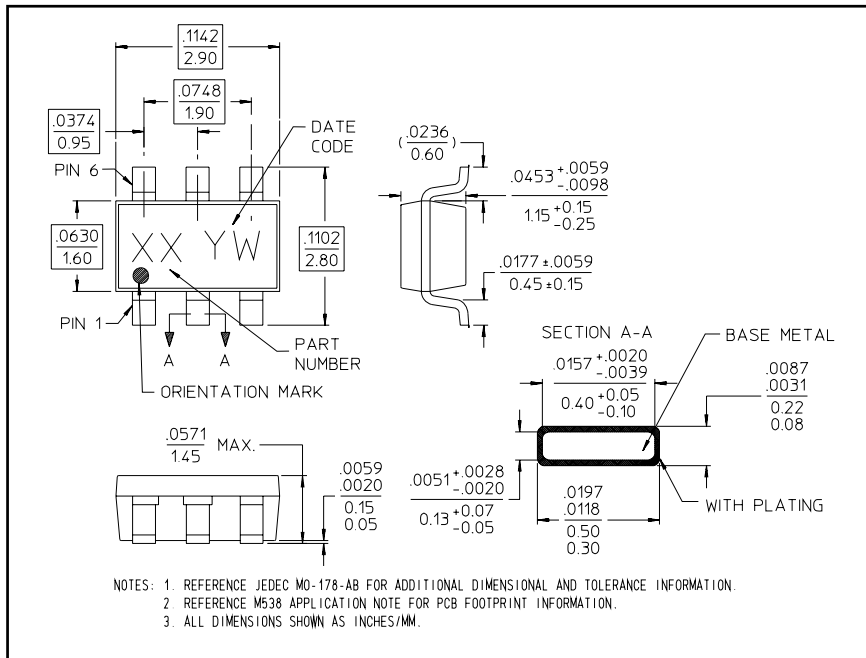 .1142
2.90
.0748
1.90
.0374
0.95
DATE
CODE
PIN 6
(.0236)
0.60
.0453 +.0059
-.0098
1.15 +0.15
-0.25
.0630
1.60
XX YW
.1102
2.80
.0177 ±.0059
0.45 ±0.15
PIN 1
A A
PART
NUMBER
ORIENTATION MARK
SECTION A-A
BASE METAL
.0157 +.0020
-.0039
0.40 +0.05
-0.10
.0087
.0031
0.22
0.08
.0571
1.45
MAX.
.0059
.0020
0.15
0.05
.0051 +.0028
-.0020
0.13 +0.07
-0.05
.0197
.0118
0.50
0.30
WITH PLATING
NOTES: 1. REFERENCE JEDEC MO-178-AB FOR ADDITIONAL DIMENSIONAL AND TOLERANCE INFORMATION.
2. REFERENCE M538 APPLICATION NOTE FOR PCB FOOTPRINT INFORMATION.
3. ALL DIMENSIONS SHOWN AS INCHES/MM.